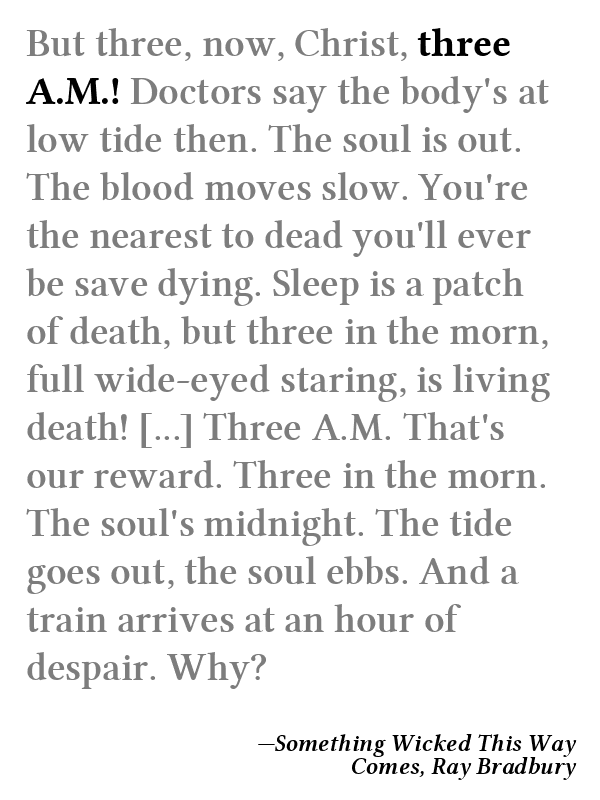 But three, now, Christ, three
A.M.! Doctors say the body's at
low tide then. The soul is out.
The blood moves slow. You're
the nearest to dead you'll ever
be save dying. Sleep is a patch
of death, but three in the morn,
full wide-eyed staring, is living
death! [...] Three A.M. That's
our reward. Three in the morn.
The soul's midnight. The tide
goes out, the soul ebbs. And a
train arrives at an hour of
despair. Why?
—Something Wicked This Way
Comes, Ray Bradbury